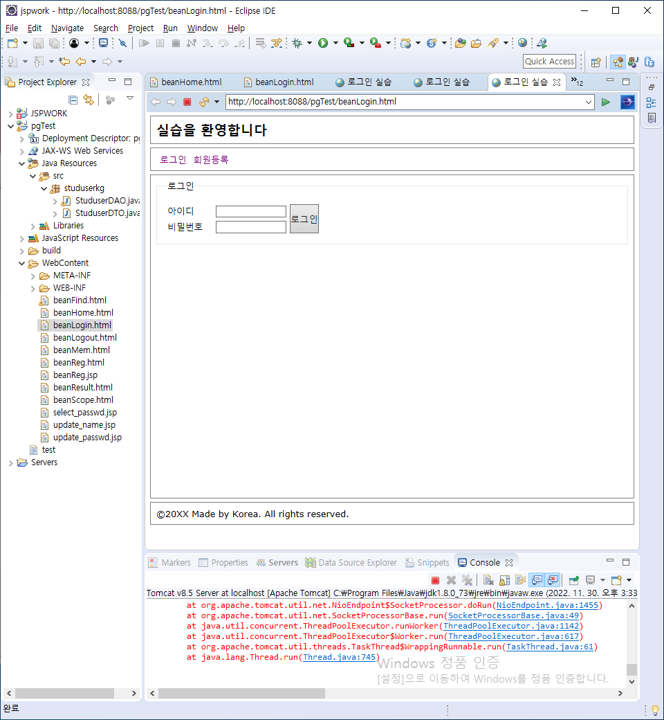 jspwork - http://localhost:8088/pgTest/beanLogin.html - Eclipse IDE
File Edit Navigate Search Project Run Window Help
Quick Access
Project Explorer
beanHome.html beanLogin.html 로그인 실습 로그인 실습 로그인 실습 »12
http://localhost:8088/pgTest/beanLogin.html
JSPWORK
pgTest
Deployment Descriptor: pg
JAX-WS Web Services
Java Resources
src
studuserkg
StuduserDAO.java
StuduserDTO.java
Libraries
JavaScript Resources
build
WebContent
META-INF
WEB-INF
beanFind.html
beanHome.html
beanLogin.html
beanLogout.html
beanMem.html
beanReg.html
beanReg.jsp
beanResult.html
beanScope.html
select_passwd.jsp
update_name.jsp
update_passwd.jsp
test
Servers
실습을 환영합니다
로그인 회원등록
로그인
아이디
비밀번호
로그인
©20XX Made by Korea. All rights reserved.
Markers Properties Servers Data Source Explorer Snippets Console
Tomcat v8.5 Server at localhost [Apache Tomcat] C:₩Program Files₩Java₩jdk1.8.0_73₩jre₩bin₩javaw.exe (2022. 11. 30. 오후 3:33
at org.apache.tomcat.util.net.NioEndpoint$SocketProcessor.doRun(NioEndpoint.java:1455)
at org.apache.tomcat.util.net.SocketProcessorBase.run(SocketProcessorBase.java:49)
at java.util.concurrent.ThreadPoolExecutor.runWorker(ThreadPoolExecutor.java:1142)
at java.util.concurrent.ThreadPoolExecutor$Worker.run(ThreadPoolExecutor.java:617)
at org.apache.tomcat.util.threads.TaskThread$WrappingRunnable.run(TaskThread.java:61)
at java.lang.Thread.run(Thread.java:745)
Windows 정품 인증
[설정]으로 이동하여 Windows를 정품 인증합니다.
완료